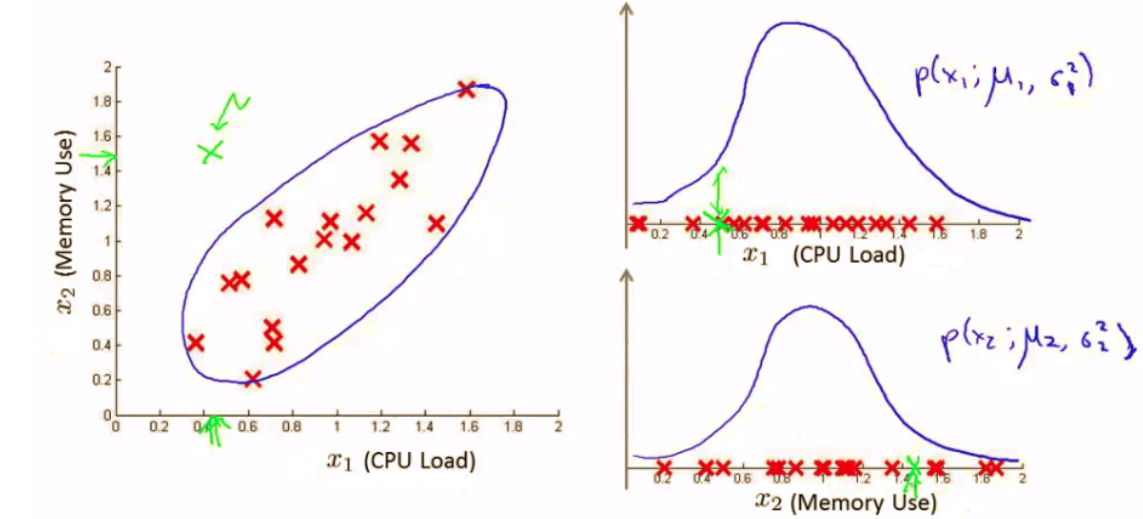 2
1.8
1.6
1.4
1.2
1
0.8
0.6
0.4
0.2
0
x₂ (Memory Use)
0 0.2 0.4 0.6 0.8 1 1.2 1.4 1.6 1.8 2
x₁ (CPU Load)
p(x₁; μ₁, σ₁²)
0.2 0.4 0.6 0.8 1 1.2 1.4 1.6 1.8 2
x₁ (CPU Load)
p(x₂; μ₂, σ₂²)
0.2 0.4 0.6 0.8 1 1.2 1.4 1.6 1.8 2
x₂ (Memory Use)